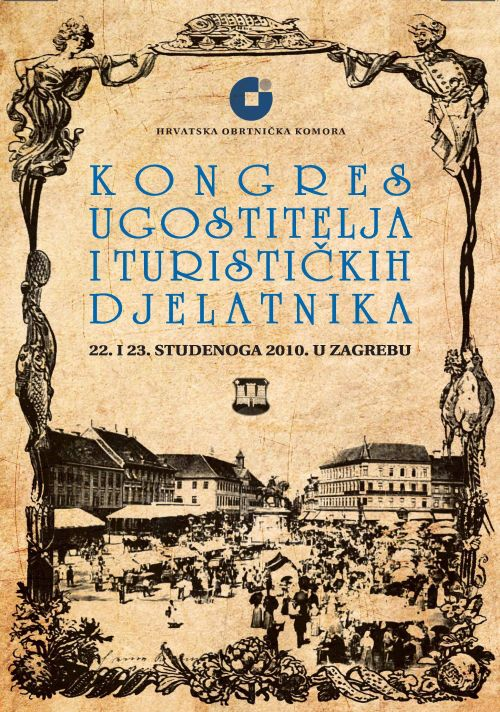 HRVATSKA OBRTNIČKA KOMORA
KONGRES
UGOSTITELJA
I TURISTIČKIH
DJELATNIKA
22. I 23. STUDENOGA 2010. U ZAGREBU